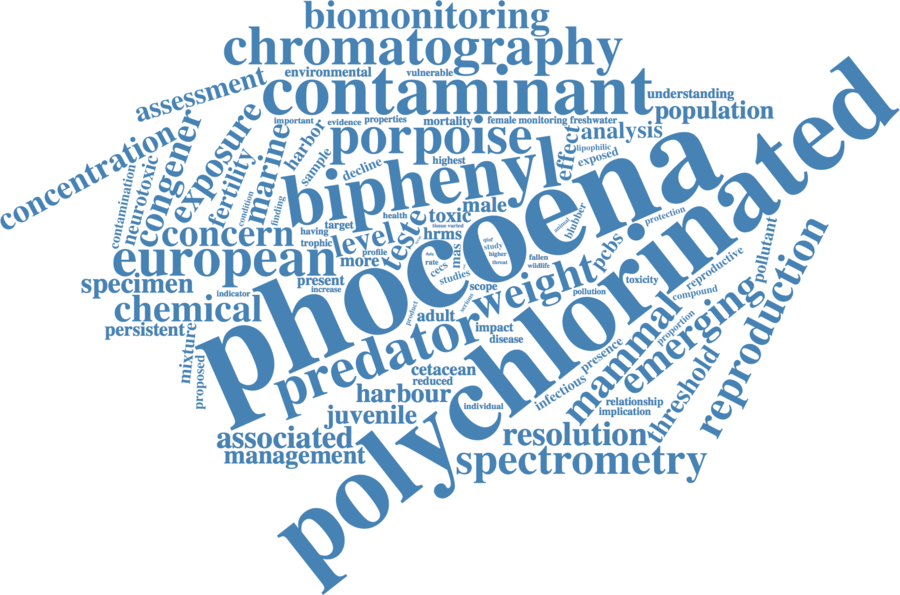 biomonitoring
chromatography
environmental
vulnerable
contaminant
assessment
understanding
population
important
evidence
properties
mortality
female
monitoring
freshwater
concentration
congener
exposure
marine
harbor
sample
porpoise
decline
highest
effect
analysis
lipophilic
exposed
contamination
neurotoxic
fertility
condition
finding
biphenyl
male
blubber
animal
phocoena
polychlorinated
concern
having
trophic
target
health
level
profile
more
teste
toxic
tissue
varied
hrms
mass
data
rate
cecs
studies
study
higher
threat
scope
fallen
wildlife
pcbs
protection
european
specimen
indicator
present
increase
chemical
persistent
mixture
proposed
product
adult
serious
weight
pollution
toxicity
reproductive
compound
pollutant
predator
impact
disease
proportion
mammal
emerging
reproduction
cetacean
reduced
presence
infectious
harbour
juvenile
individual
relationship
implication
threshold
associated
management
resolution
spectrometry